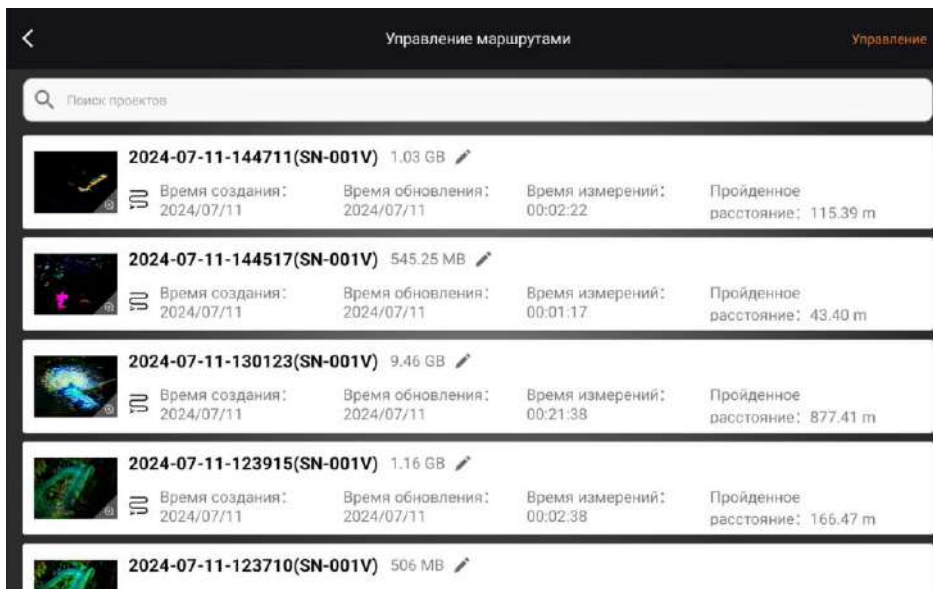 Управление маршрутами
Управление
Поиск проектов
2024-07-11-144711(SN-001V) 1.03 GB
Время создания: Время обновления: Время измерений: Пройденное
2024/07/11 2024/07/11 00:02:22 расстояние: 115.39 m
2024-07-11-144517(SN-001V) 545.25 MB
Время создания: Время обновления: Время измерений: Пройденное
2024/07/11 2024/07/11 00:01:17 расстояние: 43.40 m
2024-07-11-130123(SN-001V) 9.46 GB
Время создания: Время обновления: Время измерений: Пройденное
2024/07/11 2024/07/11 00:21:38 расстояние: 877.41 m
2024-07-11-123915(SN-001V) 1.16 GB
Время создания: Время обновления: Время измерений: Пройденное
2024/07/11 2024/07/11 00:02:38 расстояние: 166.47 m
2024-07-11-123710(SN-001V) 506 MB